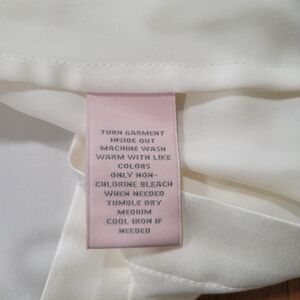 TURN GARMENT
INSIDE OUT
MACHINE WASH
WARM WITH LIKE
COLORS
ONLY NON-
CHLORINE BLEACH
WHEN NEEDED
TUMBLE DRY
MEDIUM
COOL IRON IF
NEEDED